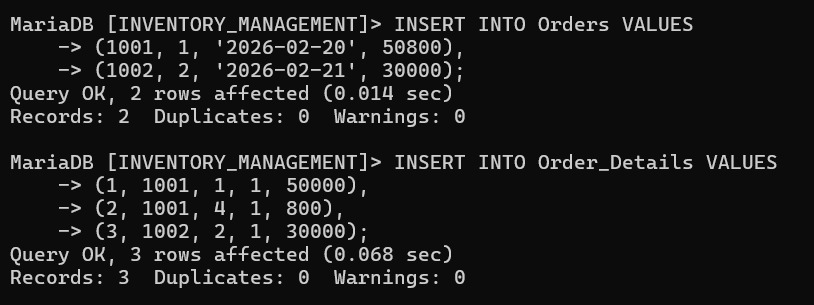 MariaDB [INVENTORY_MANAGEMENT]> INSERT INTO Orders VALUES
    -> (1001, 1, '2026-02-20', 50800),
    -> (1002, 2, '2026-02-21', 30000);
Query OK, 2 rows affected (0.014 sec)
Records: 2  Duplicates: 0  Warnings: 0

MariaDB [INVENTORY_MANAGEMENT]> INSERT INTO Order_Details VALUES
    -> (1, 1001, 1, 1, 50000),
    -> (2, 1001, 4, 1, 800),
    -> (3, 1002, 2, 1, 30000);
Query OK, 3 rows affected (0.068 sec)
Records: 3  Duplicates: 0  Warnings: 0